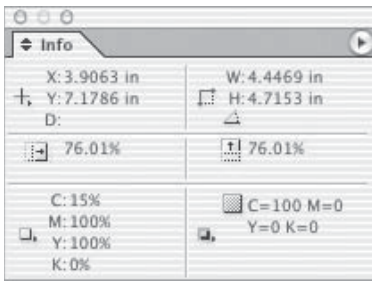 Info
X: 3.9063 in
Y: 7.1786 in
D:
W: 4.4469 in
H: 4.7153 in
76.01%
76.01%
C: 15%
M: 100%
Y: 100%
K: 0%
C=100 M=0
Y=0 K=0